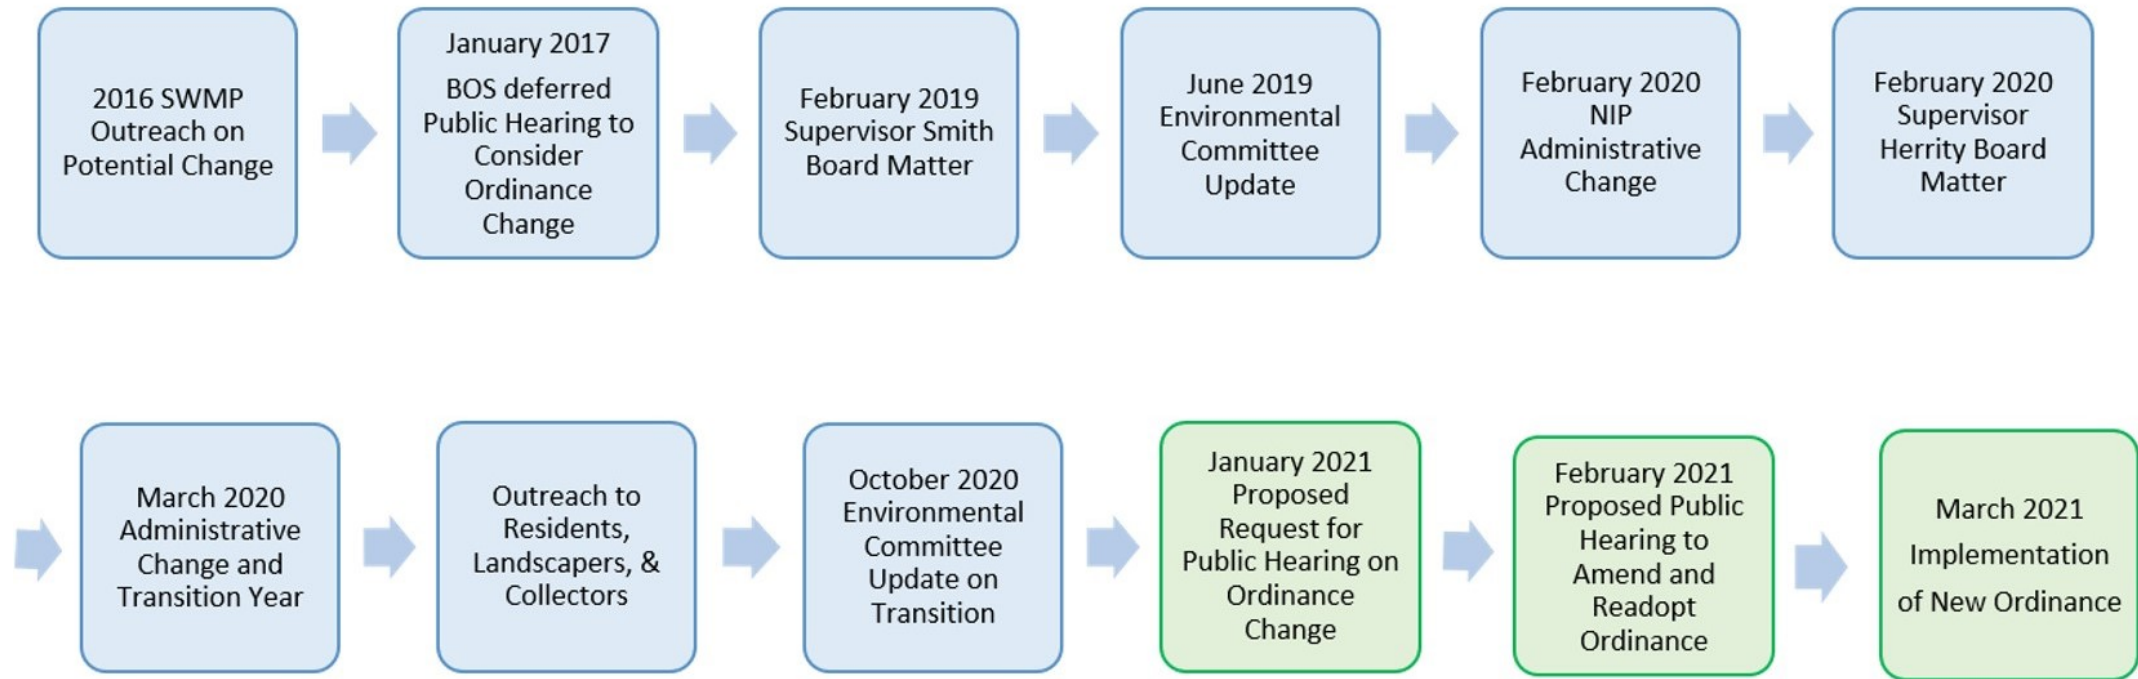 2016 SWMP
Outreach on
Potential Change
January 2017
BOS deferred
Public Hearing to
Consider
Ordinance
Change
February 2019
Supervisor Smith
Board Matter
June 2019
Environmental
Committee
Update
February 2020
NIP
Administrative
Change
February 2020
Supervisor
Herrity Board
Matter
March 2020
Administrative
Change and
Transition Year
Outreach to
Residents,
Landscapers, &
Collectors
October 2020
Environmental
Committee
Update on
Transition
January 2021
Proposed
Request for
Public Hearing on
Ordinance
Change
February 2021
Proposed Public
Hearing to
Amend and
Readopt
Ordinance
March 2021
Implementation
of New Ordinance